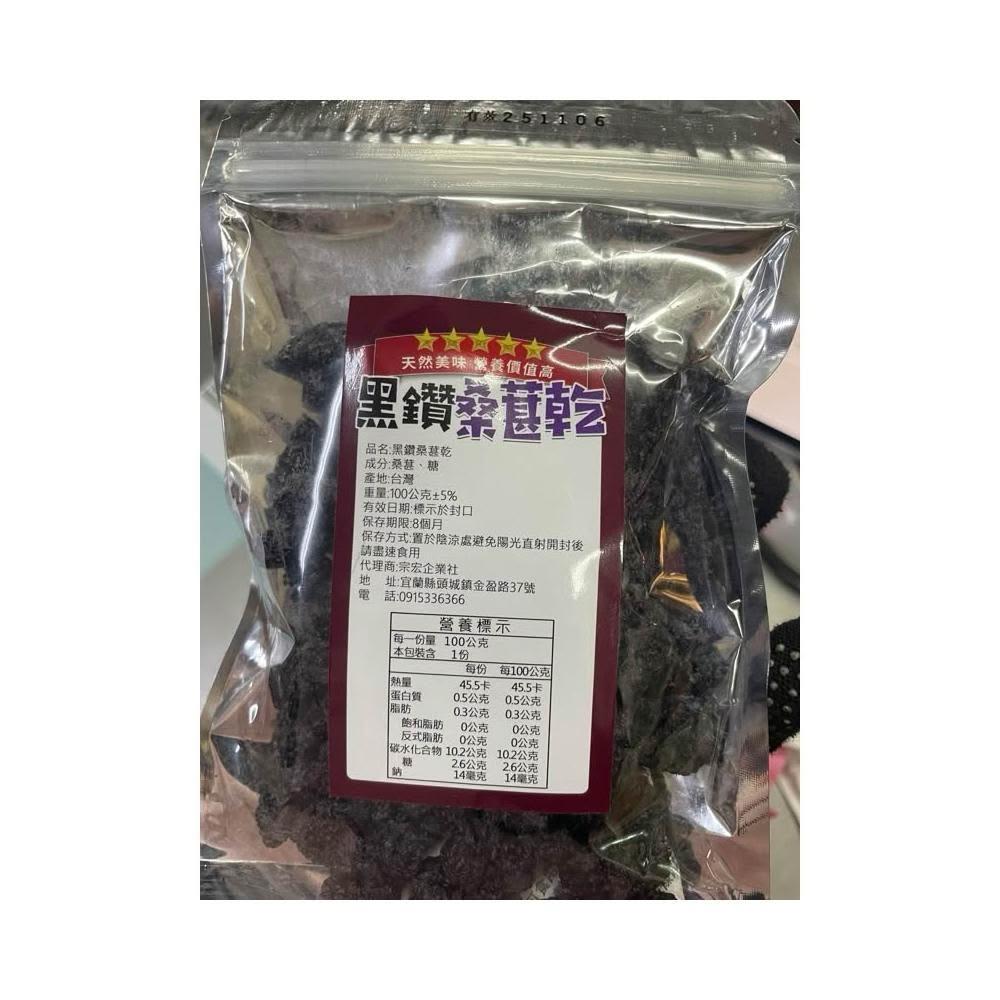 有效251106
天然美味 營養價值高
黑鑽桑葚乾
品名:黑鑽桑葚乾
成分:桑葚、糖
產地:台灣
重量:100公克±5%
有效日期:標示於封口
保存期限:8個月
保存方式:置於陰涼處避免陽光直射開封後
請盡速食用
代理商:宗宏企業社
地 址:宜蘭縣頭城鎮金盈路37號
電 話:0915336366
營養標示
每一份量 100公克
本包裝含 1份
每份 每100公克
熱量 45.5卡 45.5卡
蛋白質 0.5公克 0.5公克
脂肪 0.3公克 0.3公克
飽和脂肪 0公克 0公克
反式脂肪 0公克 0公克
碳水化合物 10.2公克 10.2公克
糖 2.6公克 2.6公克
鈉 14毫克 14毫克